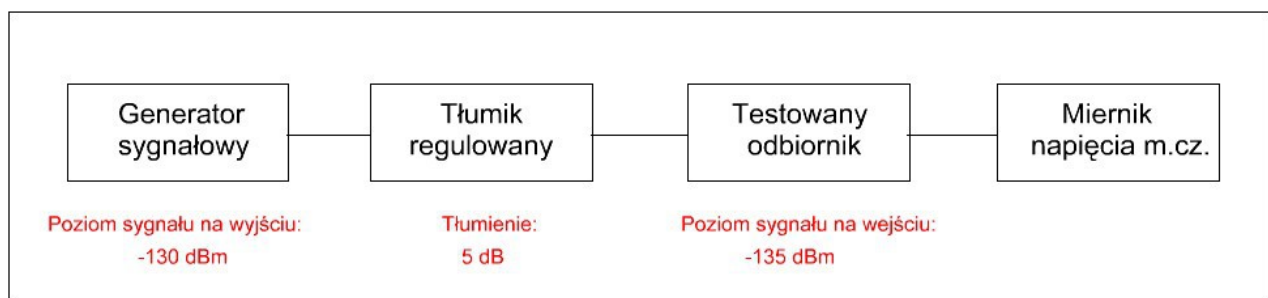 Generator
sygnałowy
Tłumik
regulowany
Testowany
odbiornik
Miernik
napięcia m.cz.
Poziom sygnału na wyjściu:
-130 dBm
Tłumienie:
5 dB
Poziom sygnału na wejściu:
-135 dBm